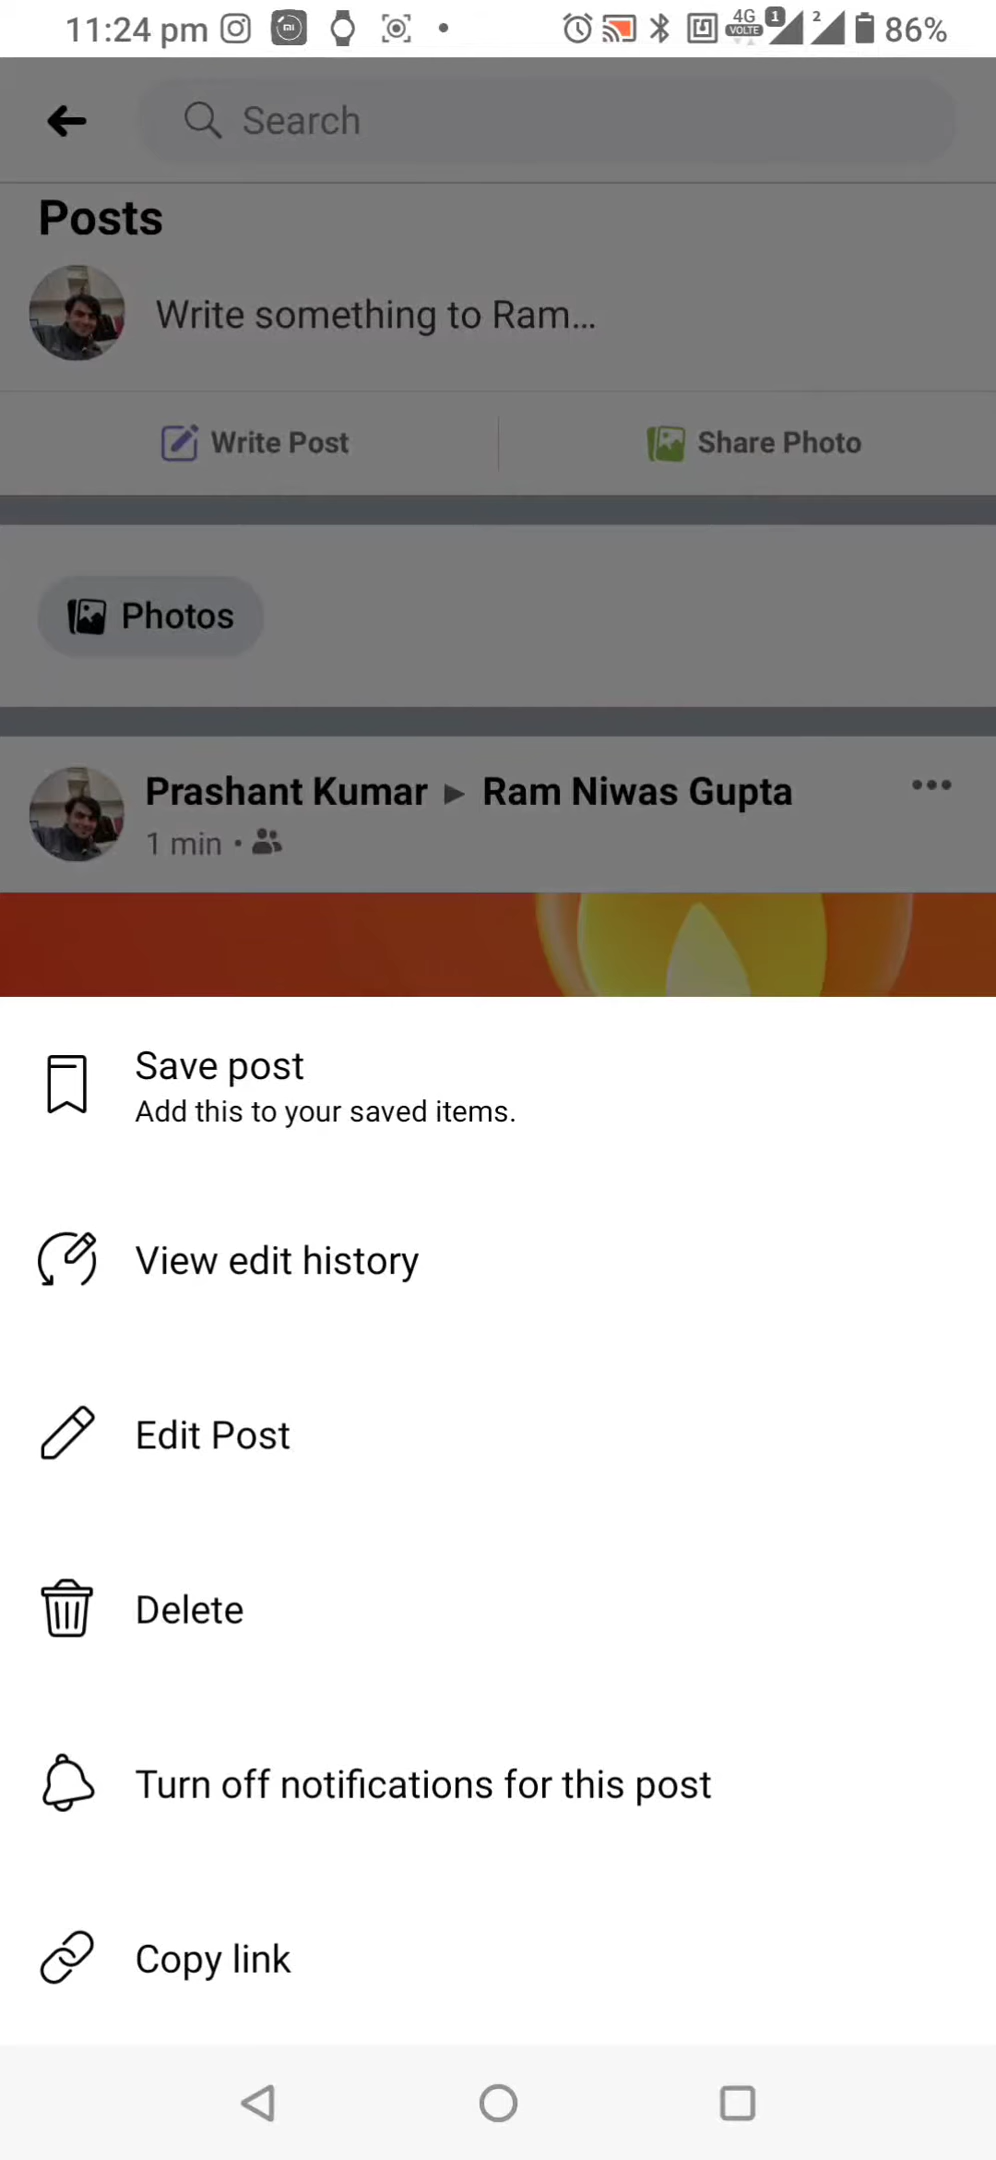 11:24 pm
4G
VOLTE
1
2
86%
Search
Posts
Write something to Ram...
Write Post
Share Photo
Photos
Prashant Kumar ▶ Ram Niwas Gupta
1 min •
Save post
Add this to your saved items.
View edit history
Edit Post
Delete
Turn off notifications for this post
Copy link